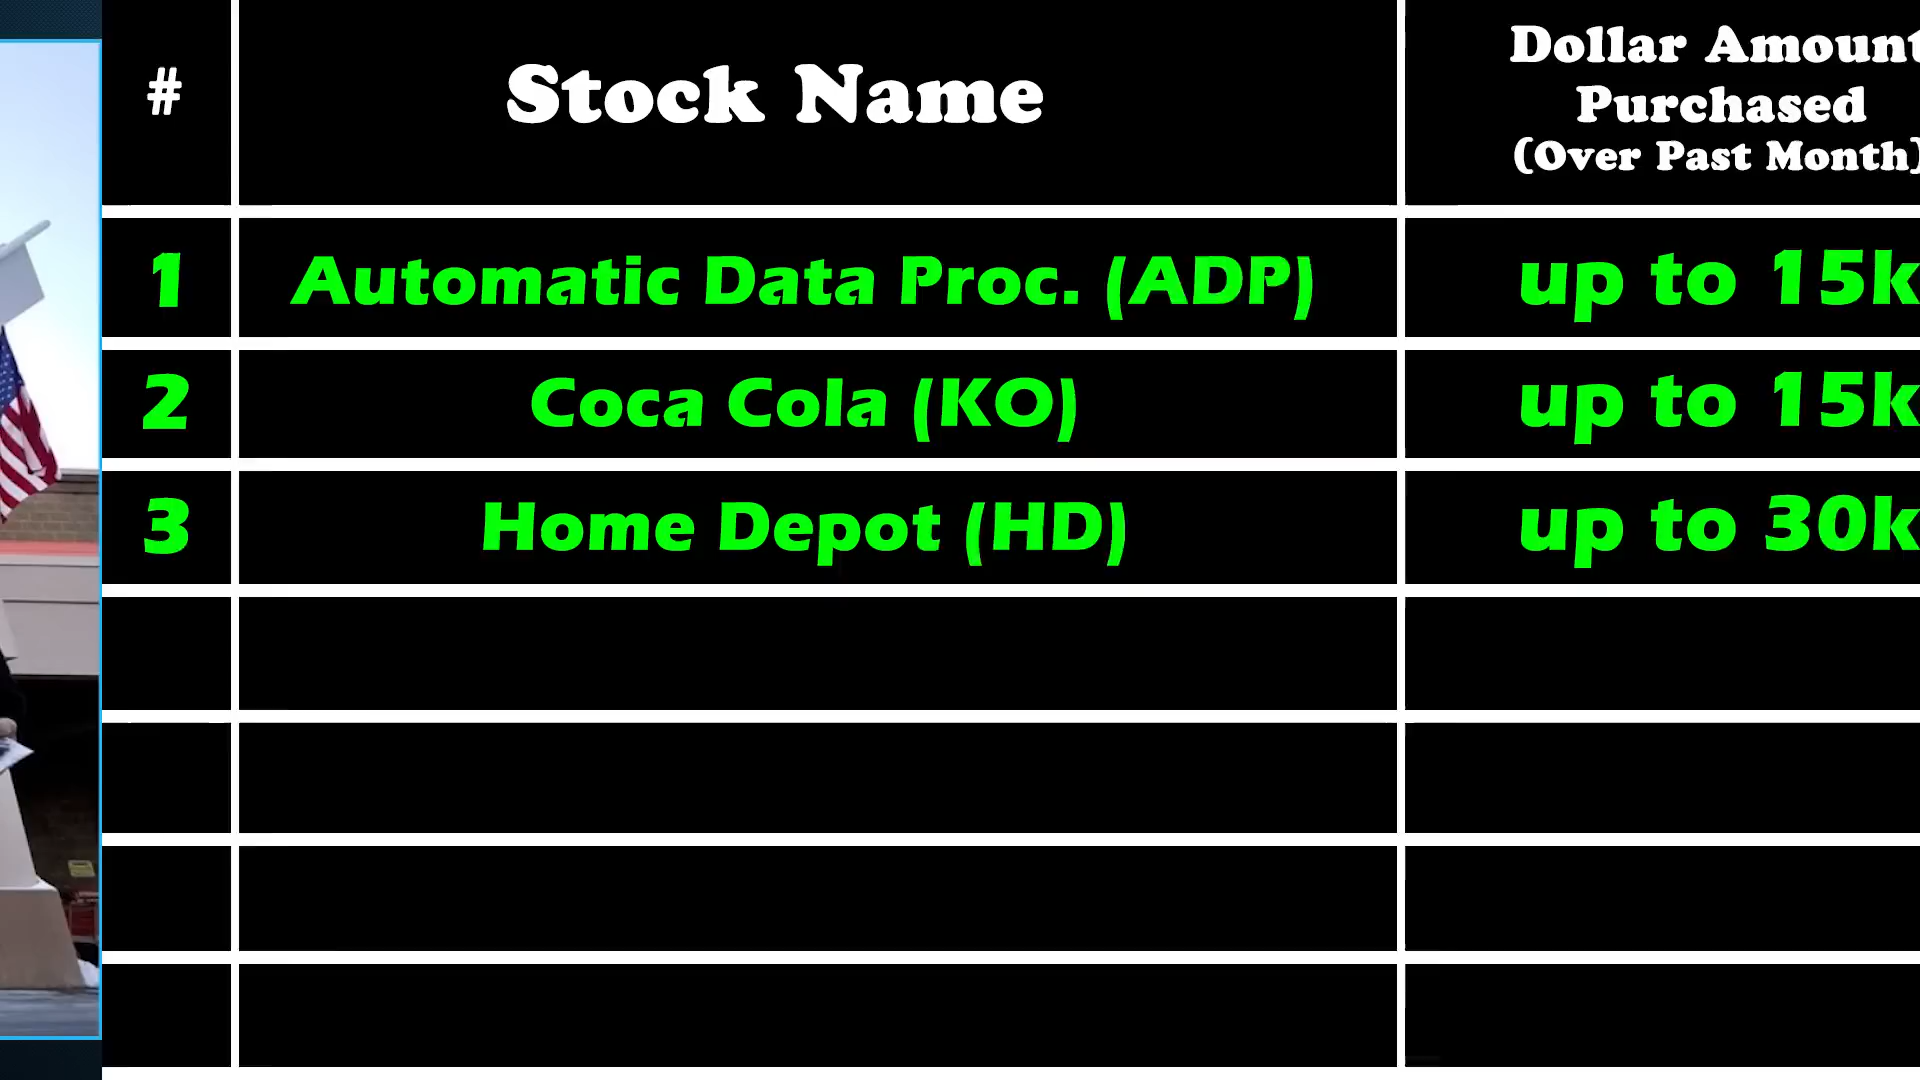 #
Stock Name
Dollar Amount
Purchased
(Over Past Month)
1
Automatic Data Proc. (ADP)
up to 15k
2
Coca Cola (KO)
up to 15k
3
Home Depot (HD)
up to 30k